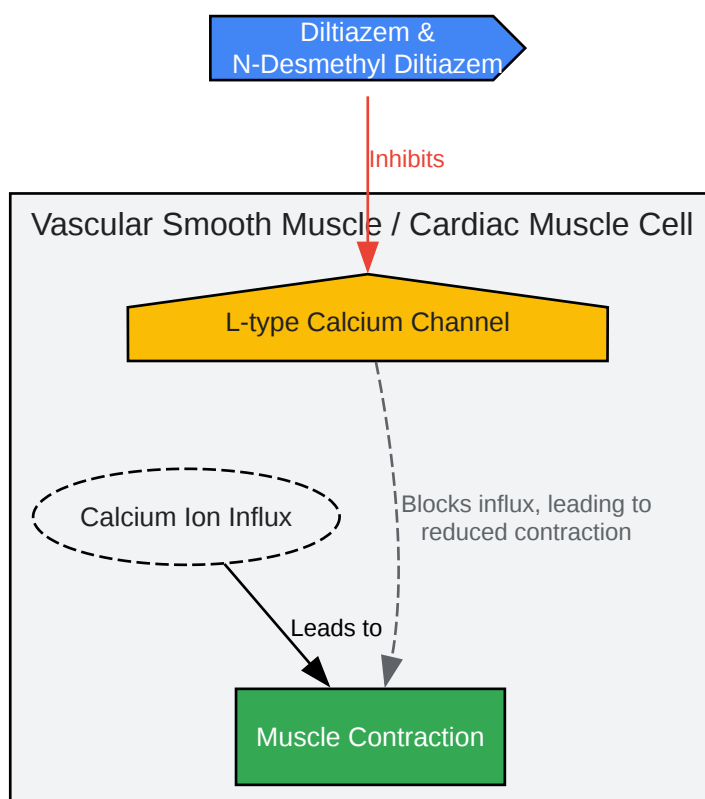 Diltiazem &
N-Desmethyl Diltiazem
Inhibits
Vascular Smooth Muscle / Cardiac Muscle Cell
L-type Calcium Channel
Calcium Ion Influx
Blocks influx, leading to
reduced contraction
Leads to
Muscle Contraction